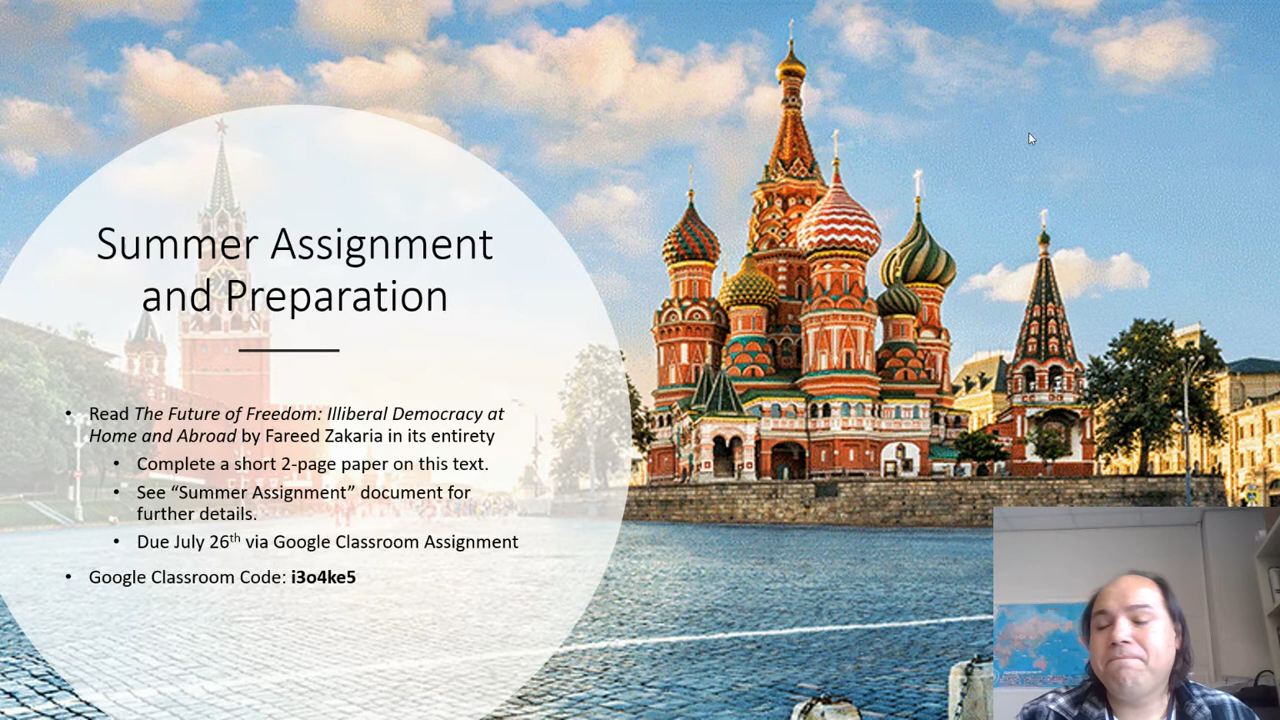 Summer Assignment
and Preparation
• Read The Future of Freedom: Illiberal Democracy at
Home and Abroad by Fareed Zakaria in its entirety
• Complete a short 2-page paper on this text.
• See “Summer Assignment” document for
further details.
• Due July 26th via Google Classroom Assignment
• Google Classroom Code: i3o4ke5